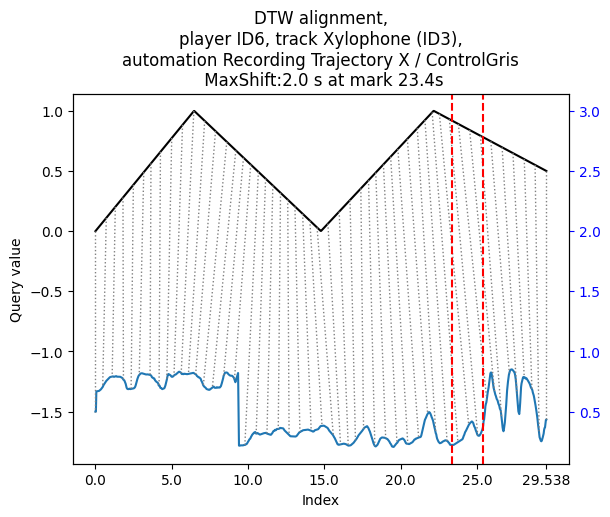 DTW alignment,
player ID6, track Xylophone (ID3),
automation Recording Trajectory X / ControlGris
MaxShift:2.0 s at mark 23.4s
1.0
0.5
0.0
−0.5
−1.0
−1.5
Query value
3.0
2.5
2.0
1.5
1.0
0.5
0.0 5.0 10.0 15.0 20.0 25.0 29.538
Index